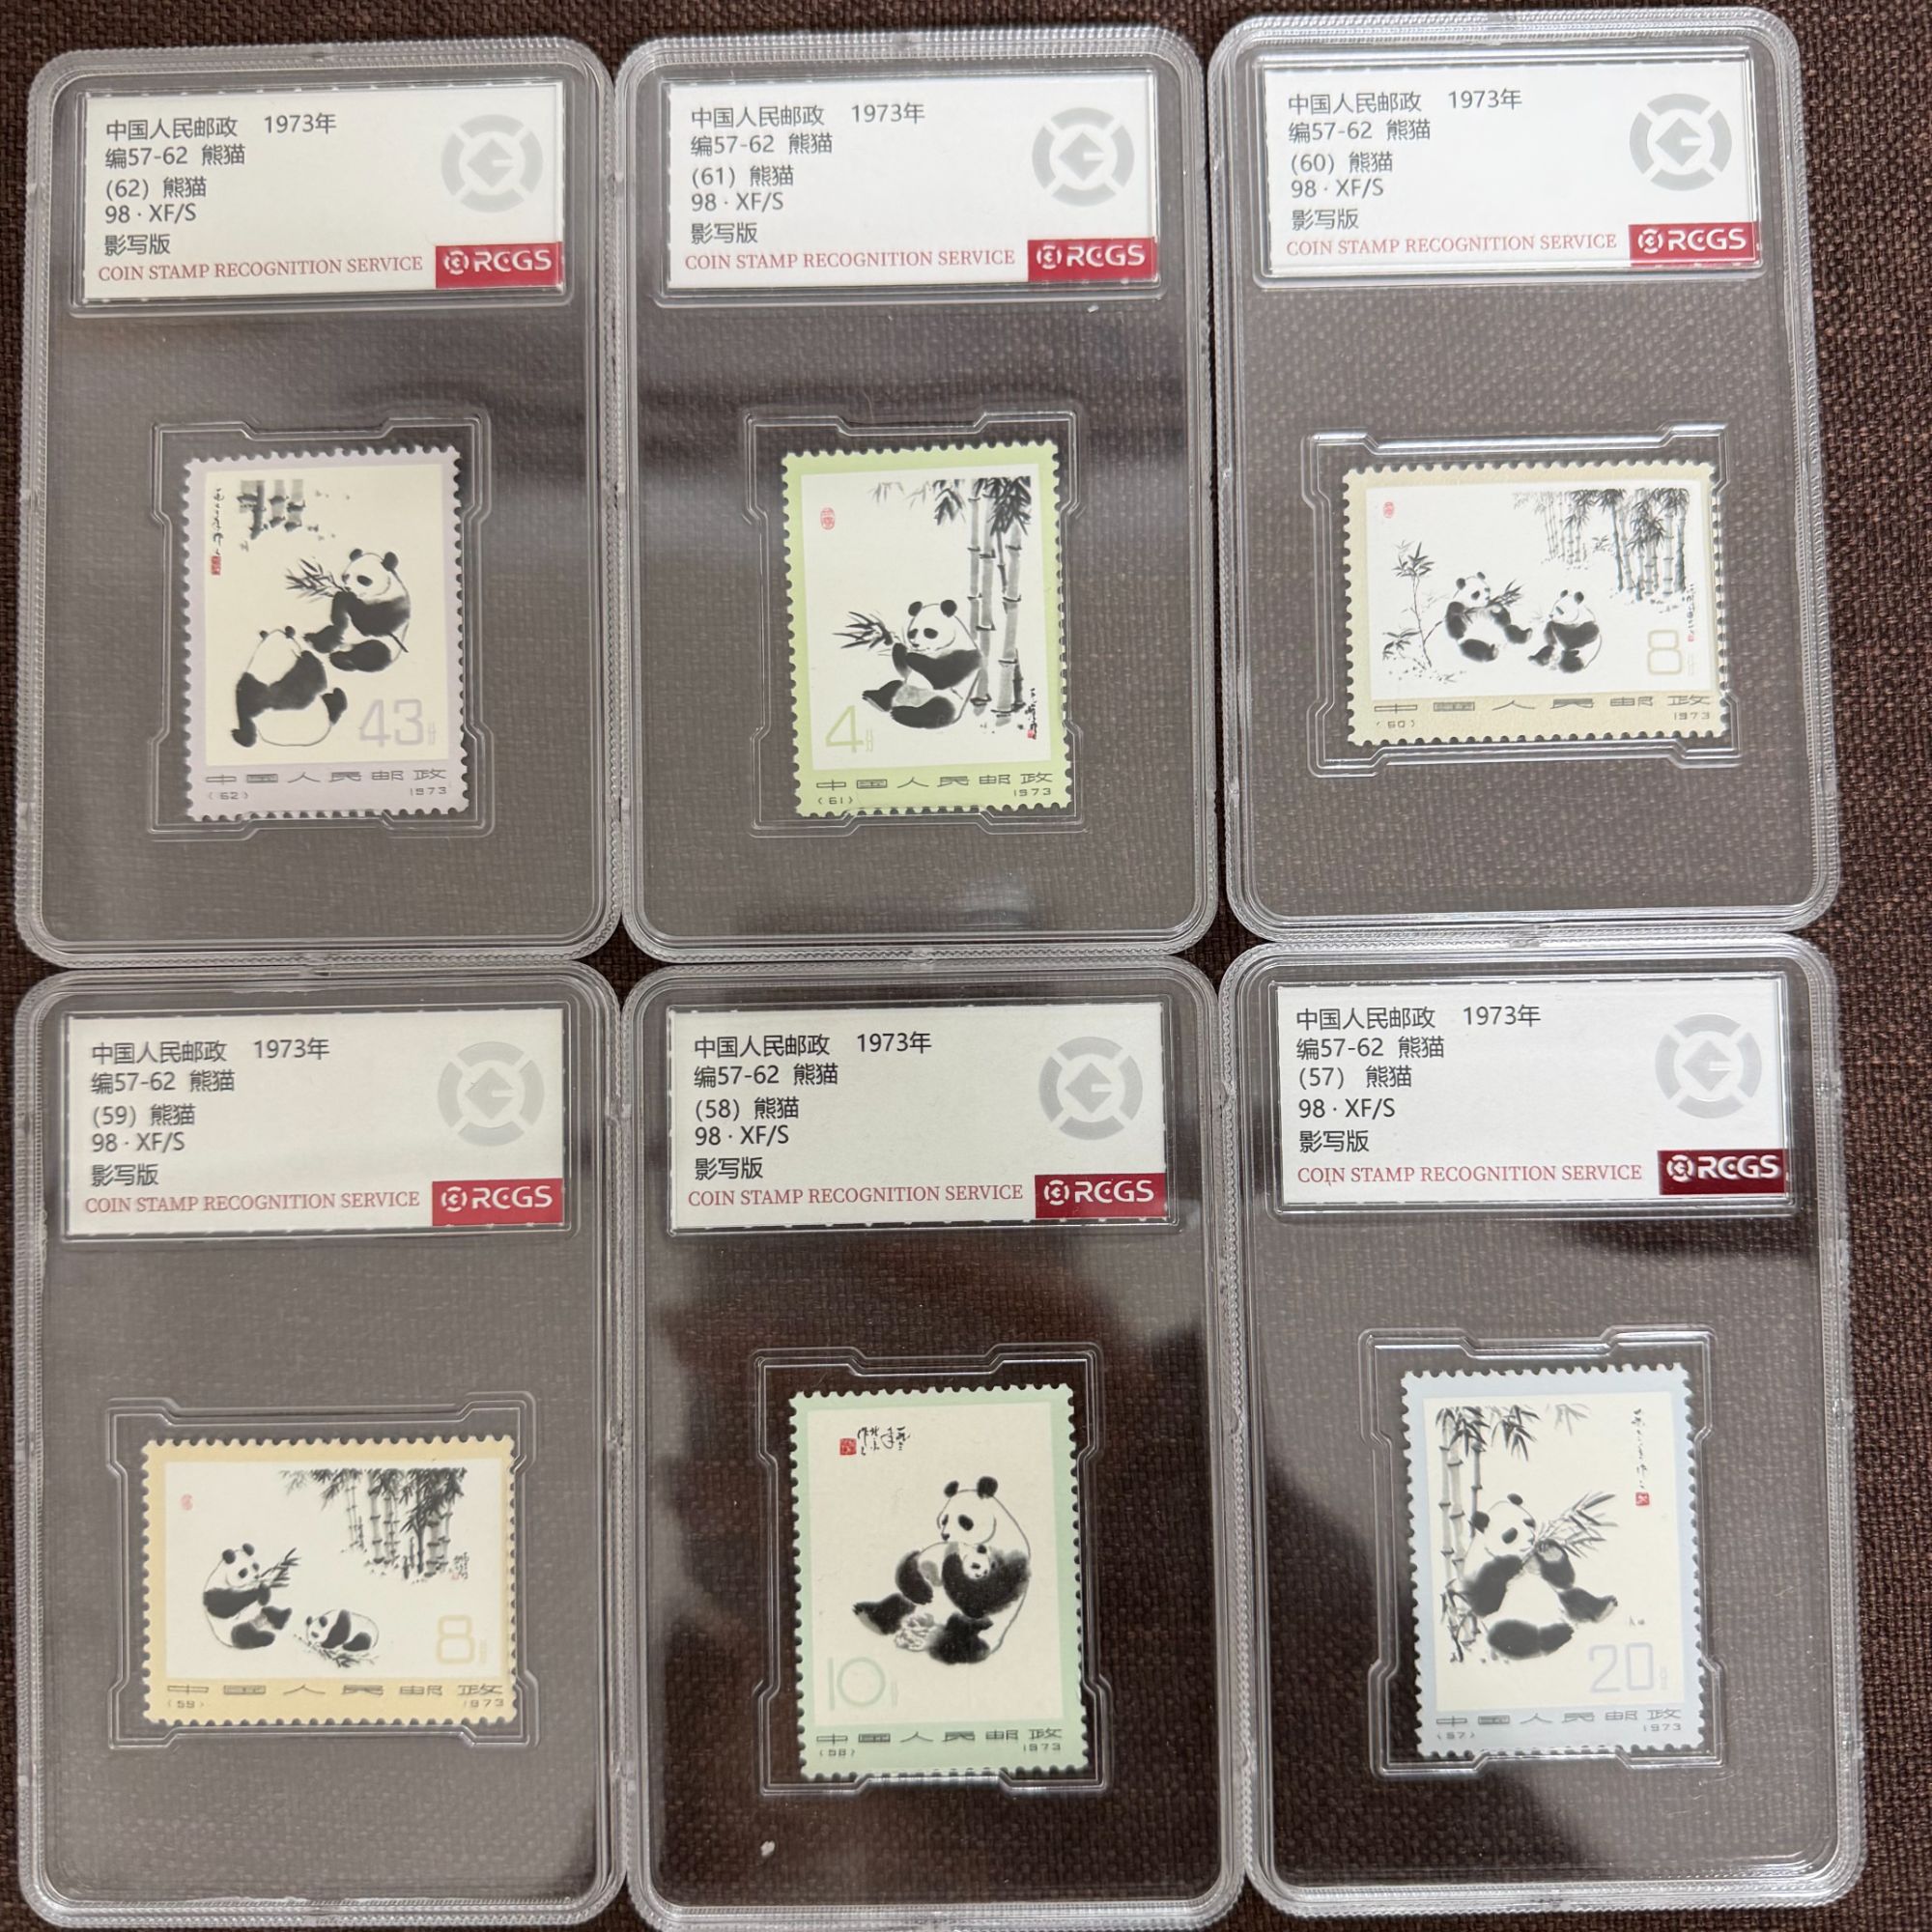 中国人民邮政 1973年
编57-62 熊猫
(62) 熊猫
98 · XF/S
影写版
COIN STAMP RECOGNITION SERVICE RCGS
43分
中国人民邮政
(62) 1973
中国人民邮政 1973年
编57-62 熊猫
(61) 熊猫
98 · XF/S
影写版
COIN STAMP RECOGNITION SERVICE RCGS
4分
中国人民邮政
(61) 1973
中国人民邮政 1973年
编57-62 熊猫
(60) 熊猫
98 · XF/S
影写版
COIN STAMP RECOGNITION SERVICE RCGS
8分
中国人民邮政
(60) 1973
中国人民邮政 1973年
编57-62 熊猫
(59) 熊猫
98 · XF/S
影写版
COIN STAMP RECOGNITION SERVICE RCGS
8分
中国人民邮政
(59) 1973
中国人民邮政 1973年
编57-62 熊猫
(58) 熊猫
98 · XF/S
影写版
COIN STAMP RECOGNITION SERVICE RCGS
10分
中国人民邮政
(58) 1973
中国人民邮政 1973年
编57-62 熊猫
(57) 熊猫
98 · XF/S
影写版
COIN STAMP RECOGNITION SERVICE RCGS
20分
中国人民邮政
(57) 1973